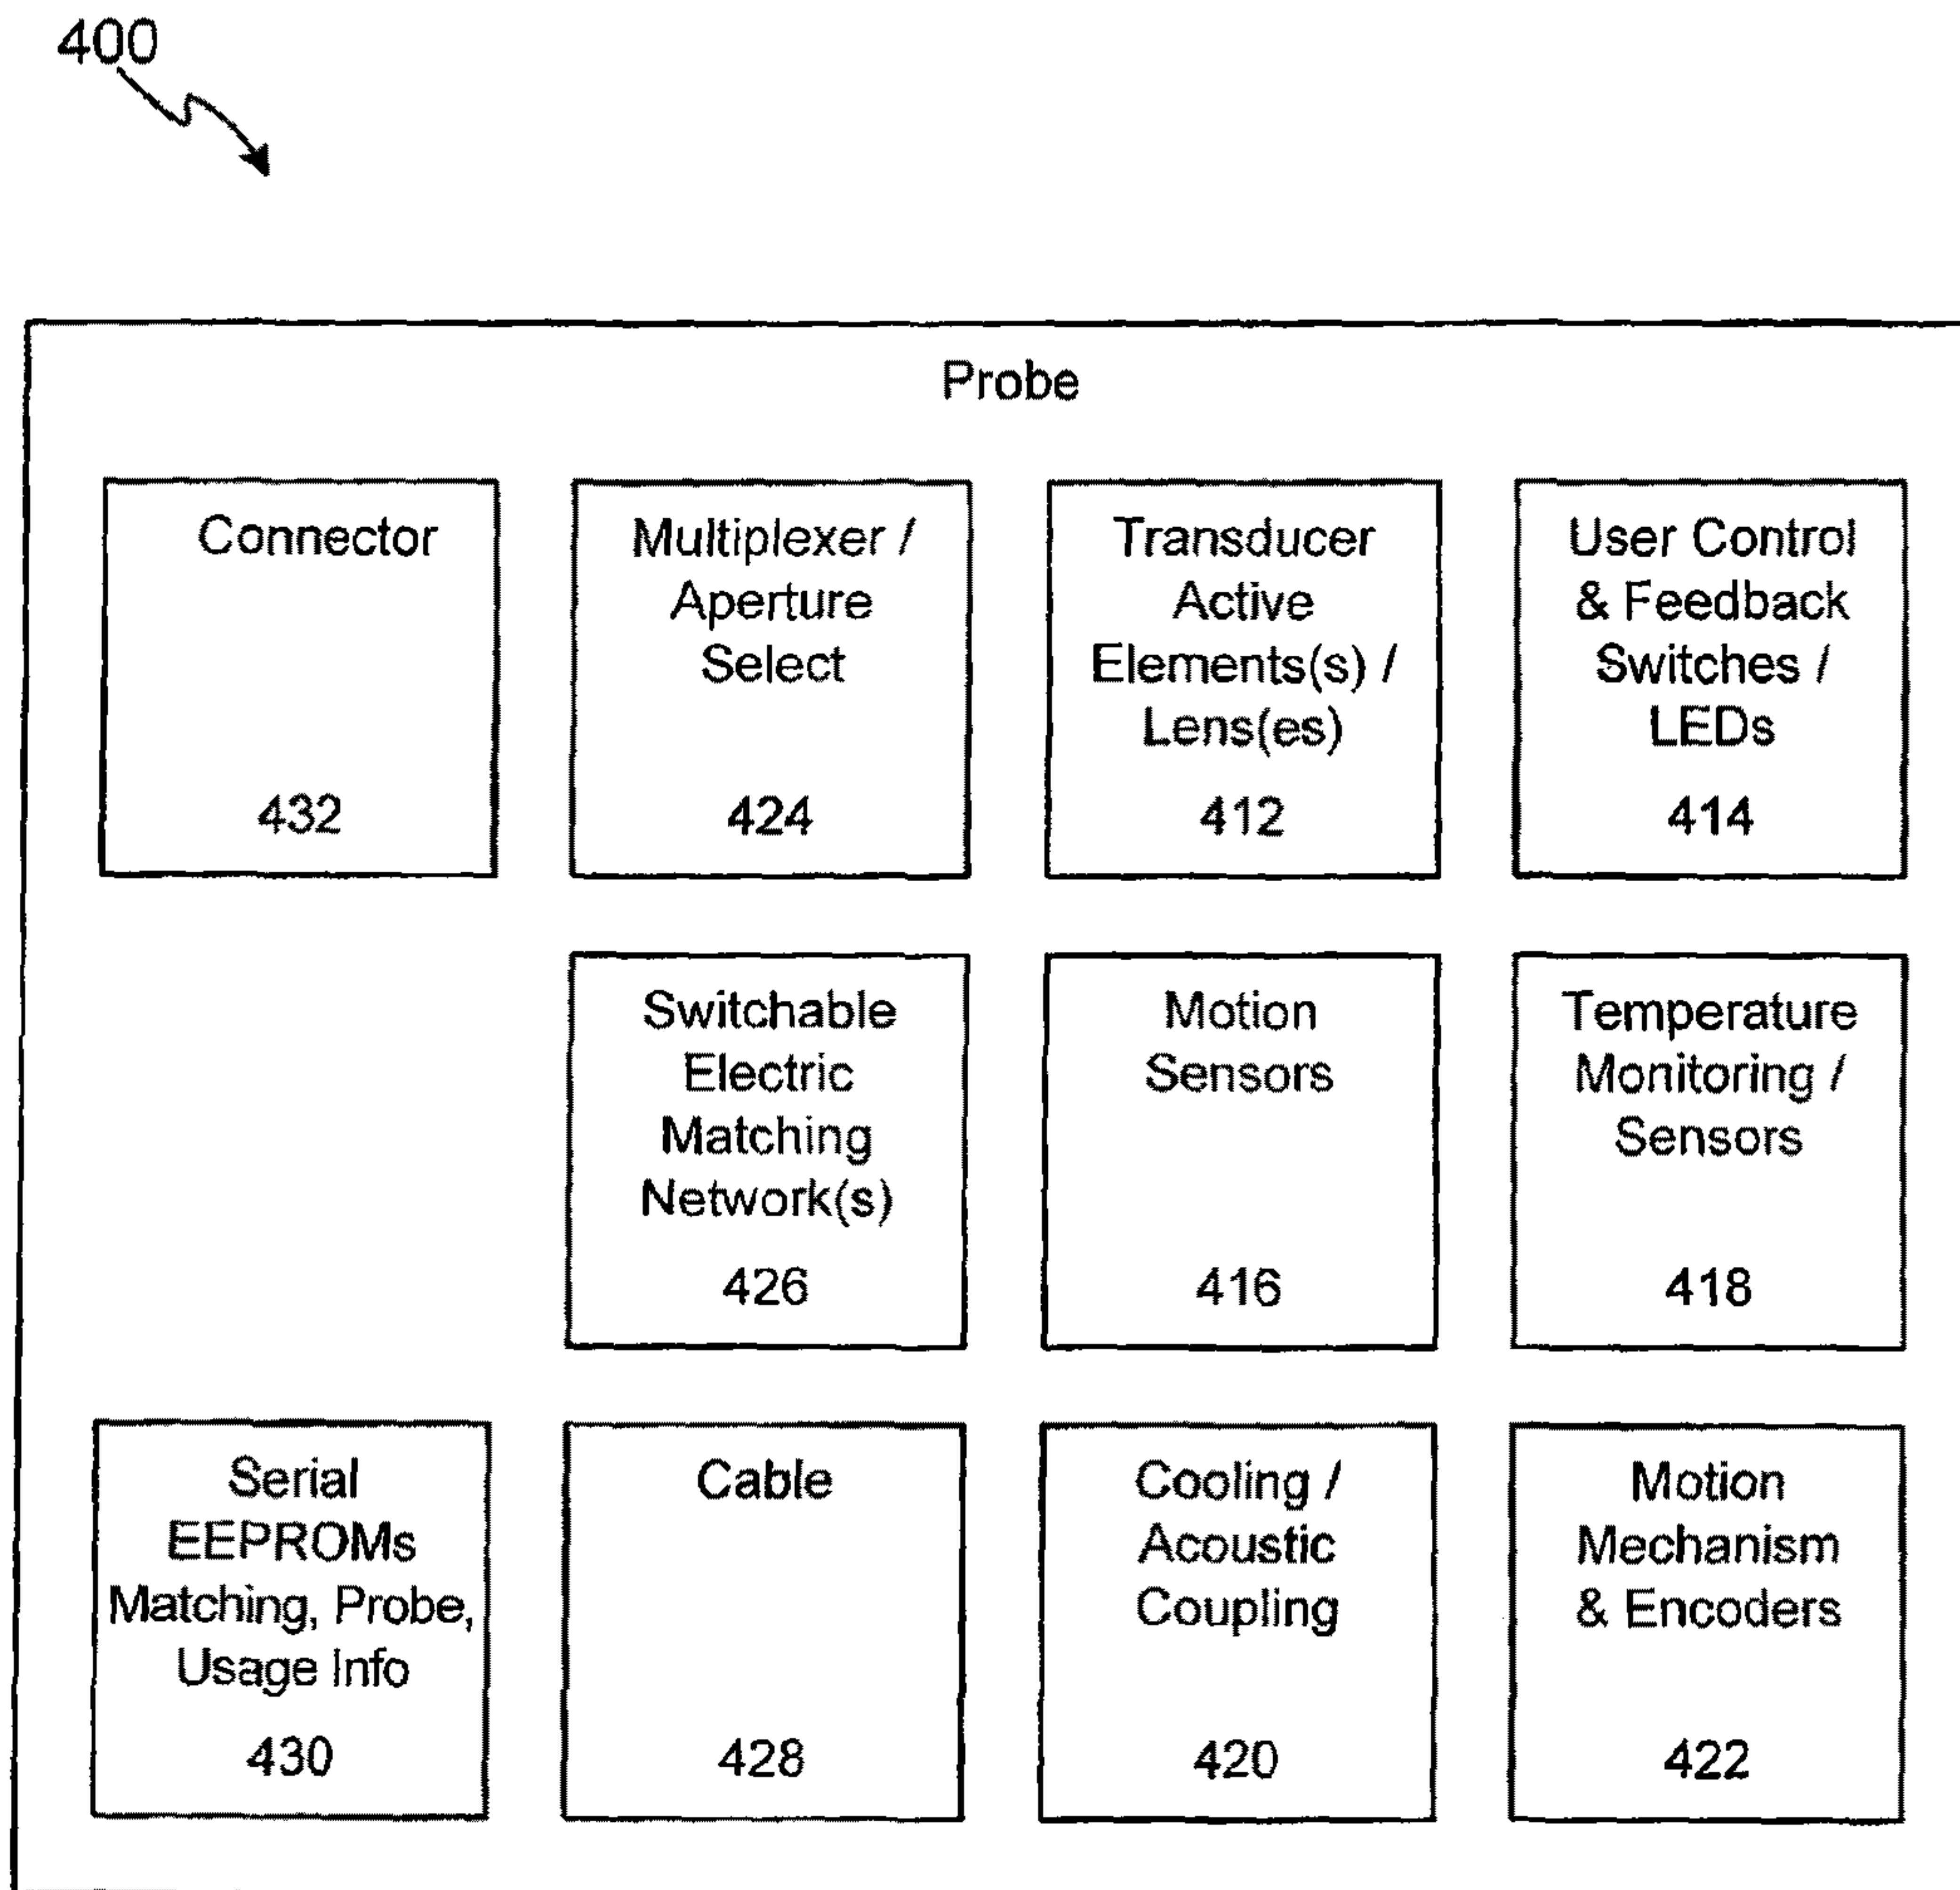 400
Probe
Connector
432
Multiplexer /
Aperture
Select
424
Transducer
Active
Elements(s) /
Lens(es)
412
User Control
& Feedback
Switches /
LEDs
414
Switchable
Electric
Matching
Network(s)
426
Motion
Sensors
416
Temperature
Monitoring /
Sensors
418
Serial
EEPROMs
Matching, Probe,
Usage Info
430
Cable
428
Cooling /
Acoustic
Coupling
420
Motion
Mechanism
& Encoders
422